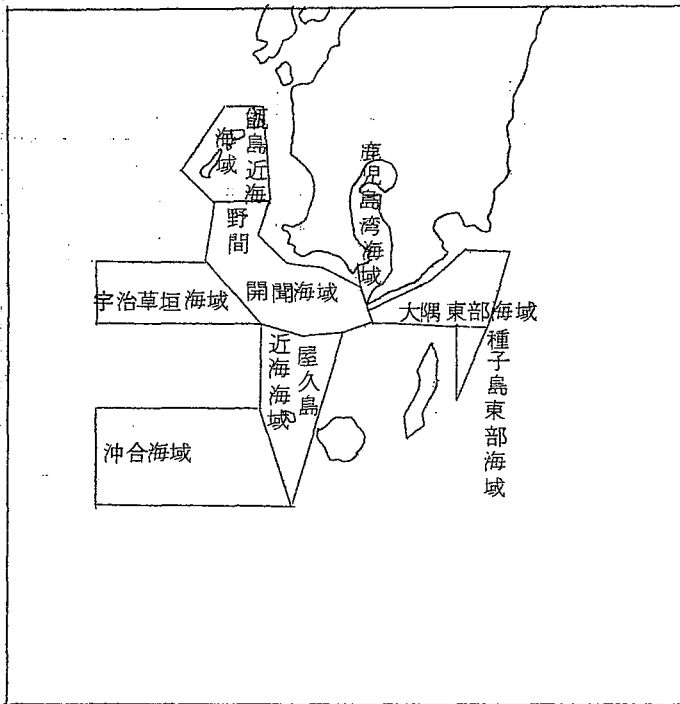 甑島近海
海域
鹿児島湾海域
野間
開聞海域
宇治草垣海域
大隅東部海域
種子島東部海域
屋久島
近海海域
沖合海域